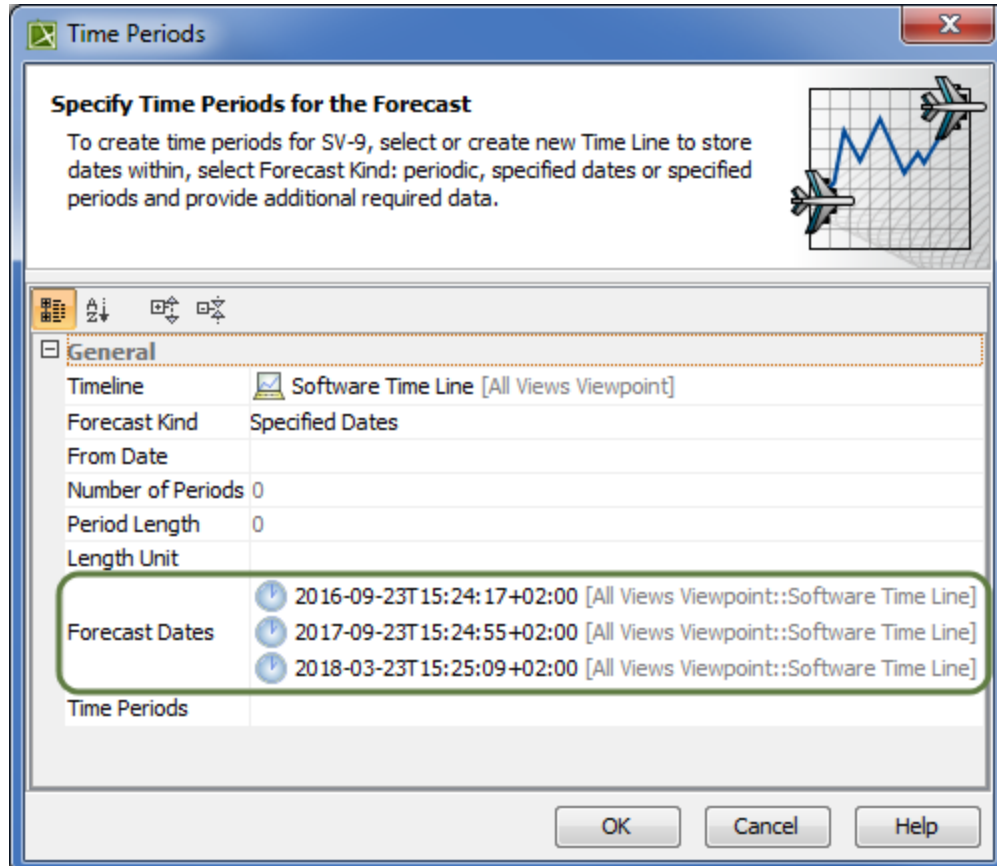 Time Periods
Specify Time Periods for the Forecast
To create time periods for SV-9, select or create new Time Line to store
dates within, select Forecast Kind: periodic, specified dates or specified
periods and provide additional required data.
General
Timeline Software Time Line [All Views Viewpoint]
Forecast Kind Specified Dates
From Date
Number of Periods 0
Period Length 0
Length Unit
2016-09-23T15:24:17+02:00 [All Views Viewpoint::Software Time Line]
Forecast Dates 2017-09-23T15:24:55+02:00 [All Views Viewpoint::Software Time Line]
2018-03-23T15:25:09+02:00 [All Views Viewpoint::Software Time Line]
Time Periods
OK Cancel Help